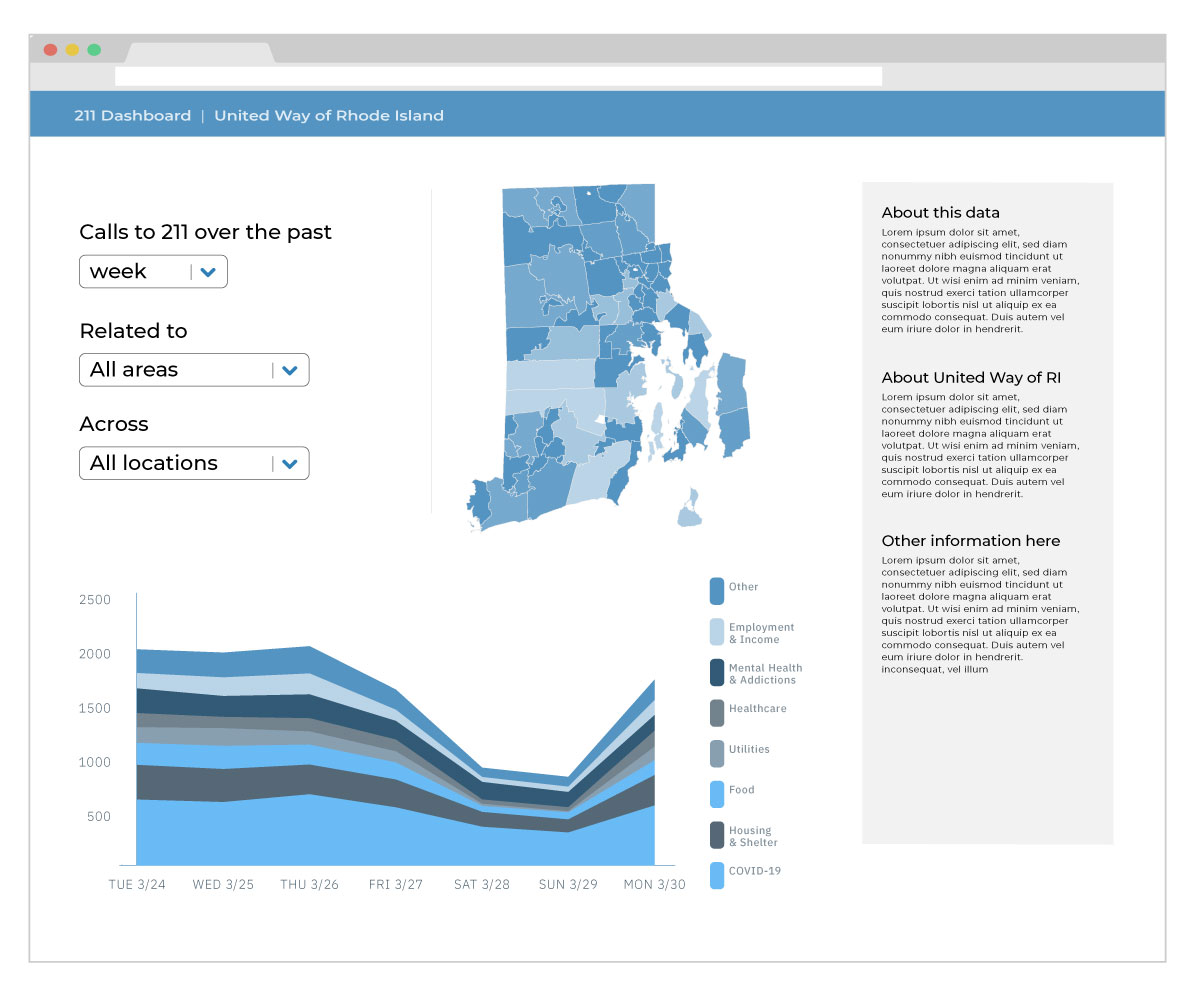 211 Dashboard | United Way of Rhode Island
Calls to 211 over the past
week
Related to
All areas
Across
All locations
About this data
Lorem ipsum dolor sit amet,
consectetuer adipiscing elit, sed diam
nonummy nibh euismod tincidunt ut
laoreet dolore magna aliquam erat
volutpat. Ut wisi enim ad minim veniam,
quis nostrud exerci tation ullamcorper
suscipit lobortis nisl ut aliquip ex ea
commodo consequat. Duis autem vel
eum iriure dolor in hendrerit.
About United Way of RI
Lorem ipsum dolor sit amet,
consectetuer adipiscing elit, sed diam
nonummy nibh euismod tincidunt ut
laoreet dolore magna aliquam erat
volutpat. Ut wisi enim ad minim veniam,
quis nostrud exerci tation ullamcorper
suscipit lobortis nisl ut aliquip ex ea
commodo consequat. Duis autem vel
eum iriure dolor in hendrerit.
Other information here
Lorem ipsum dolor sit amet,
consectetuer adipiscing elit, sed diam
nonummy nibh euismod tincidunt ut
laoreet dolore magna aliquam erat
volutpat. Ut wisi enim ad minim veniam,
quis nostrud exerci tation ullamcorper
suscipit lobortis nisl ut aliquip ex ea
commodo consequat. Duis autem vel
eum iriure dolor in hendrerit.
inconsequat, vel illum
2500
2000
1500
1000
500
TUE 3/24
WED 3/25
THU 3/26
FRI 3/27
SAT 3/28
SUN 3/29
MON 3/30
Other
Employment
& Income
Mental Health
& Addictions
Healthcare
Utilities
Food
Housing
& Shelter
COVID-19